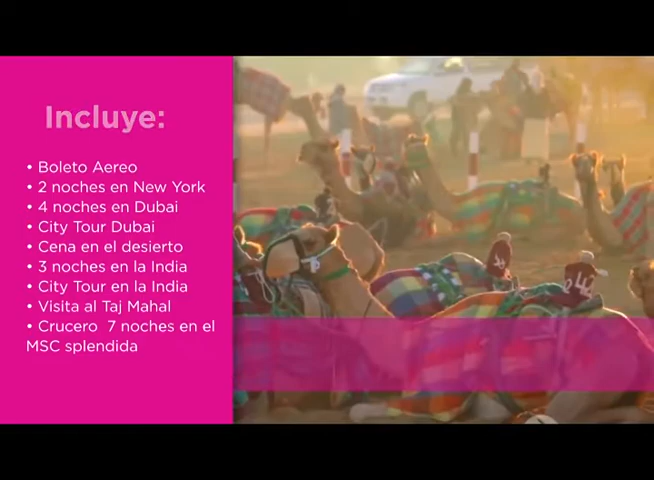 Incluye:
• Boleto Aereo
• 2 noches en New York
• 4 noches en Dubai
• City Tour Dubai
• Cena en el desierto
• 3 noches en la India
• City Tour en la India
• Visita al Taj Mahal
• Crucero 7 noches en el
MSC splendida